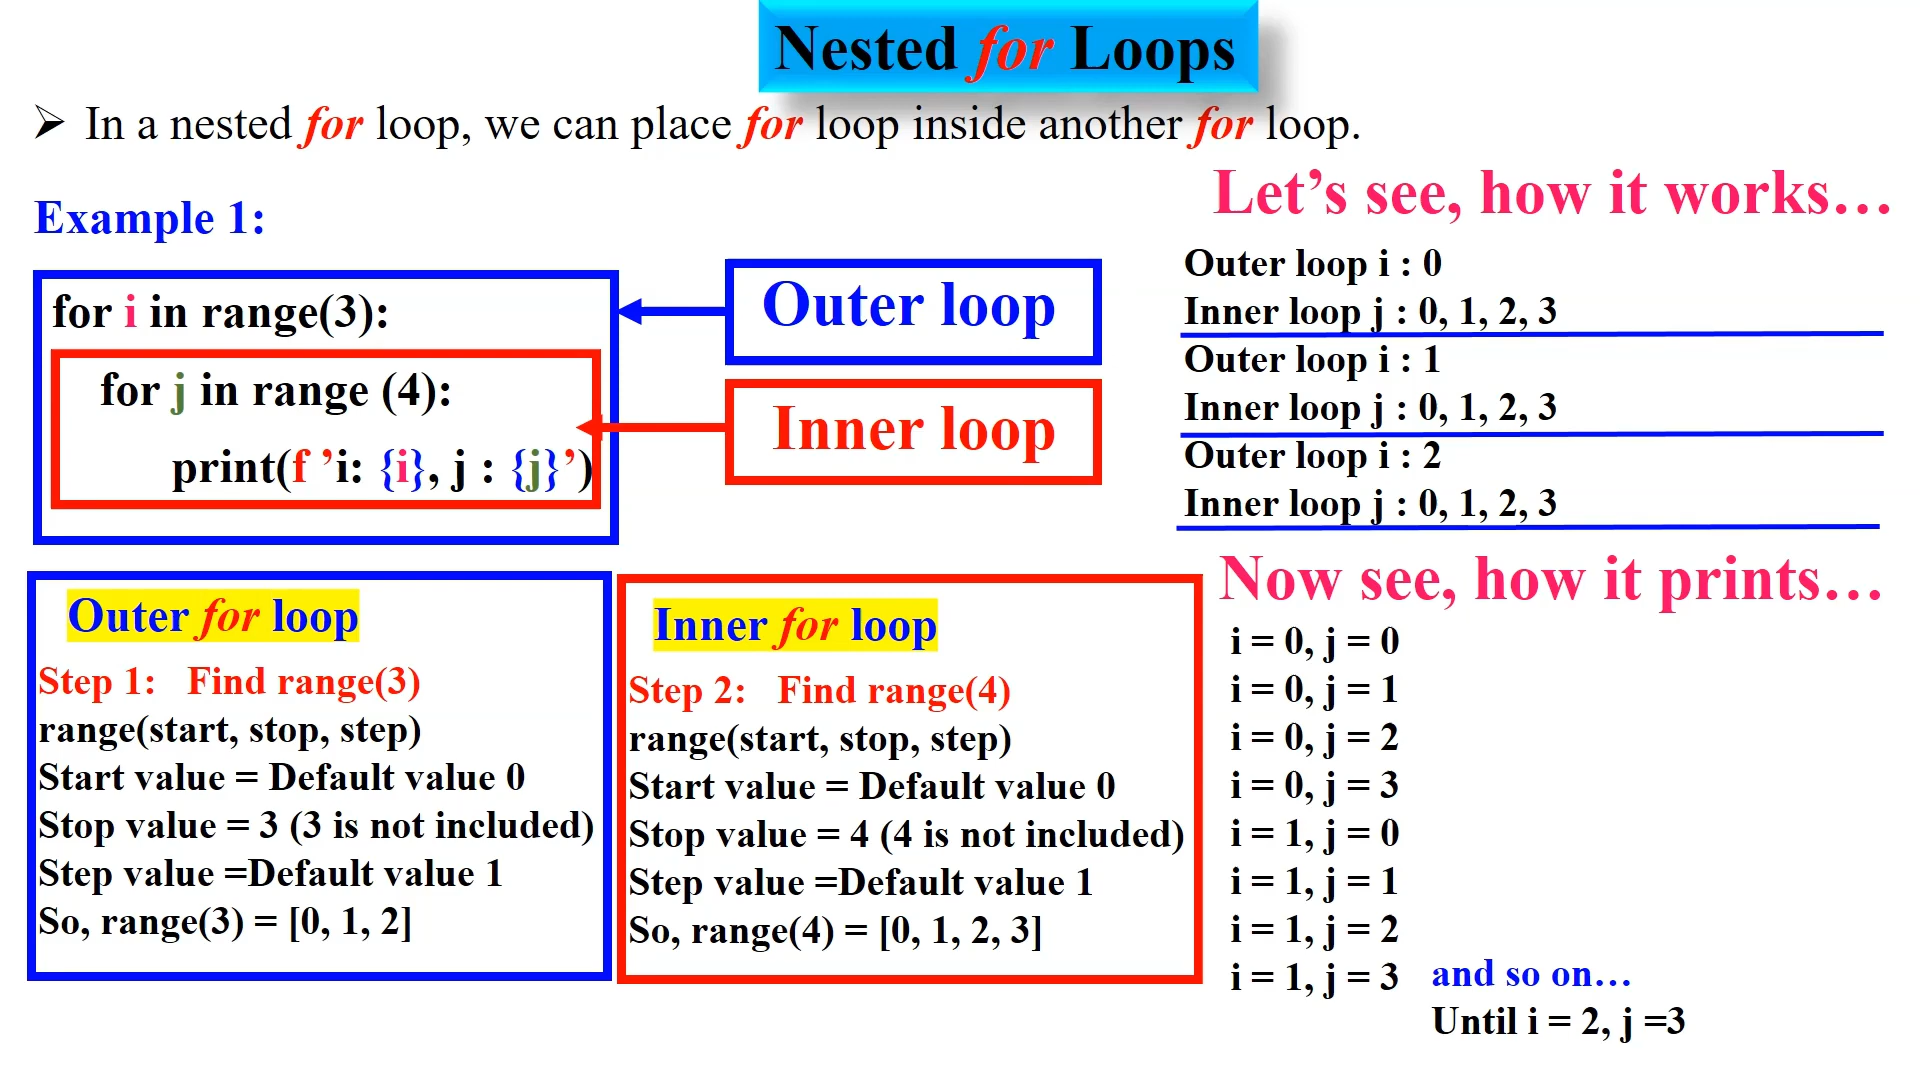 Nested for Loops
➢ In a nested for loop, we can place for loop inside another for loop.
Example 1:
for i in range(3):
for j in range (4):
print(f ’i: {i}, j : {j}’)
Outer loop
Inner loop
Let’s see, how it works…
Outer loop i : 0
Inner loop j : 0, 1, 2, 3
Outer loop i : 1
Inner loop j : 0, 1, 2, 3
Outer loop i : 2
Inner loop j : 0, 1, 2, 3
Outer for loop
Step 1: Find range(3)
range(start, stop, step)
Start value = Default value 0
Stop value = 3 (3 is not included)
Step value =Default value 1
So, range(3) = [0, 1, 2]
Inner for loop
Step 2: Find range(4)
range(start, stop, step)
Start value = Default value 0
Stop value = 4 (4 is not included)
Step value =Default value 1
So, range(4) = [0, 1, 2, 3]
Now see, how it prints…
i = 0, j = 0
i = 0, j = 1
i = 0, j = 2
i = 0, j = 3
i = 1, j = 0
i = 1, j = 1
i = 1, j = 2
i = 1, j = 3 and so on…
Until i = 2, j =3